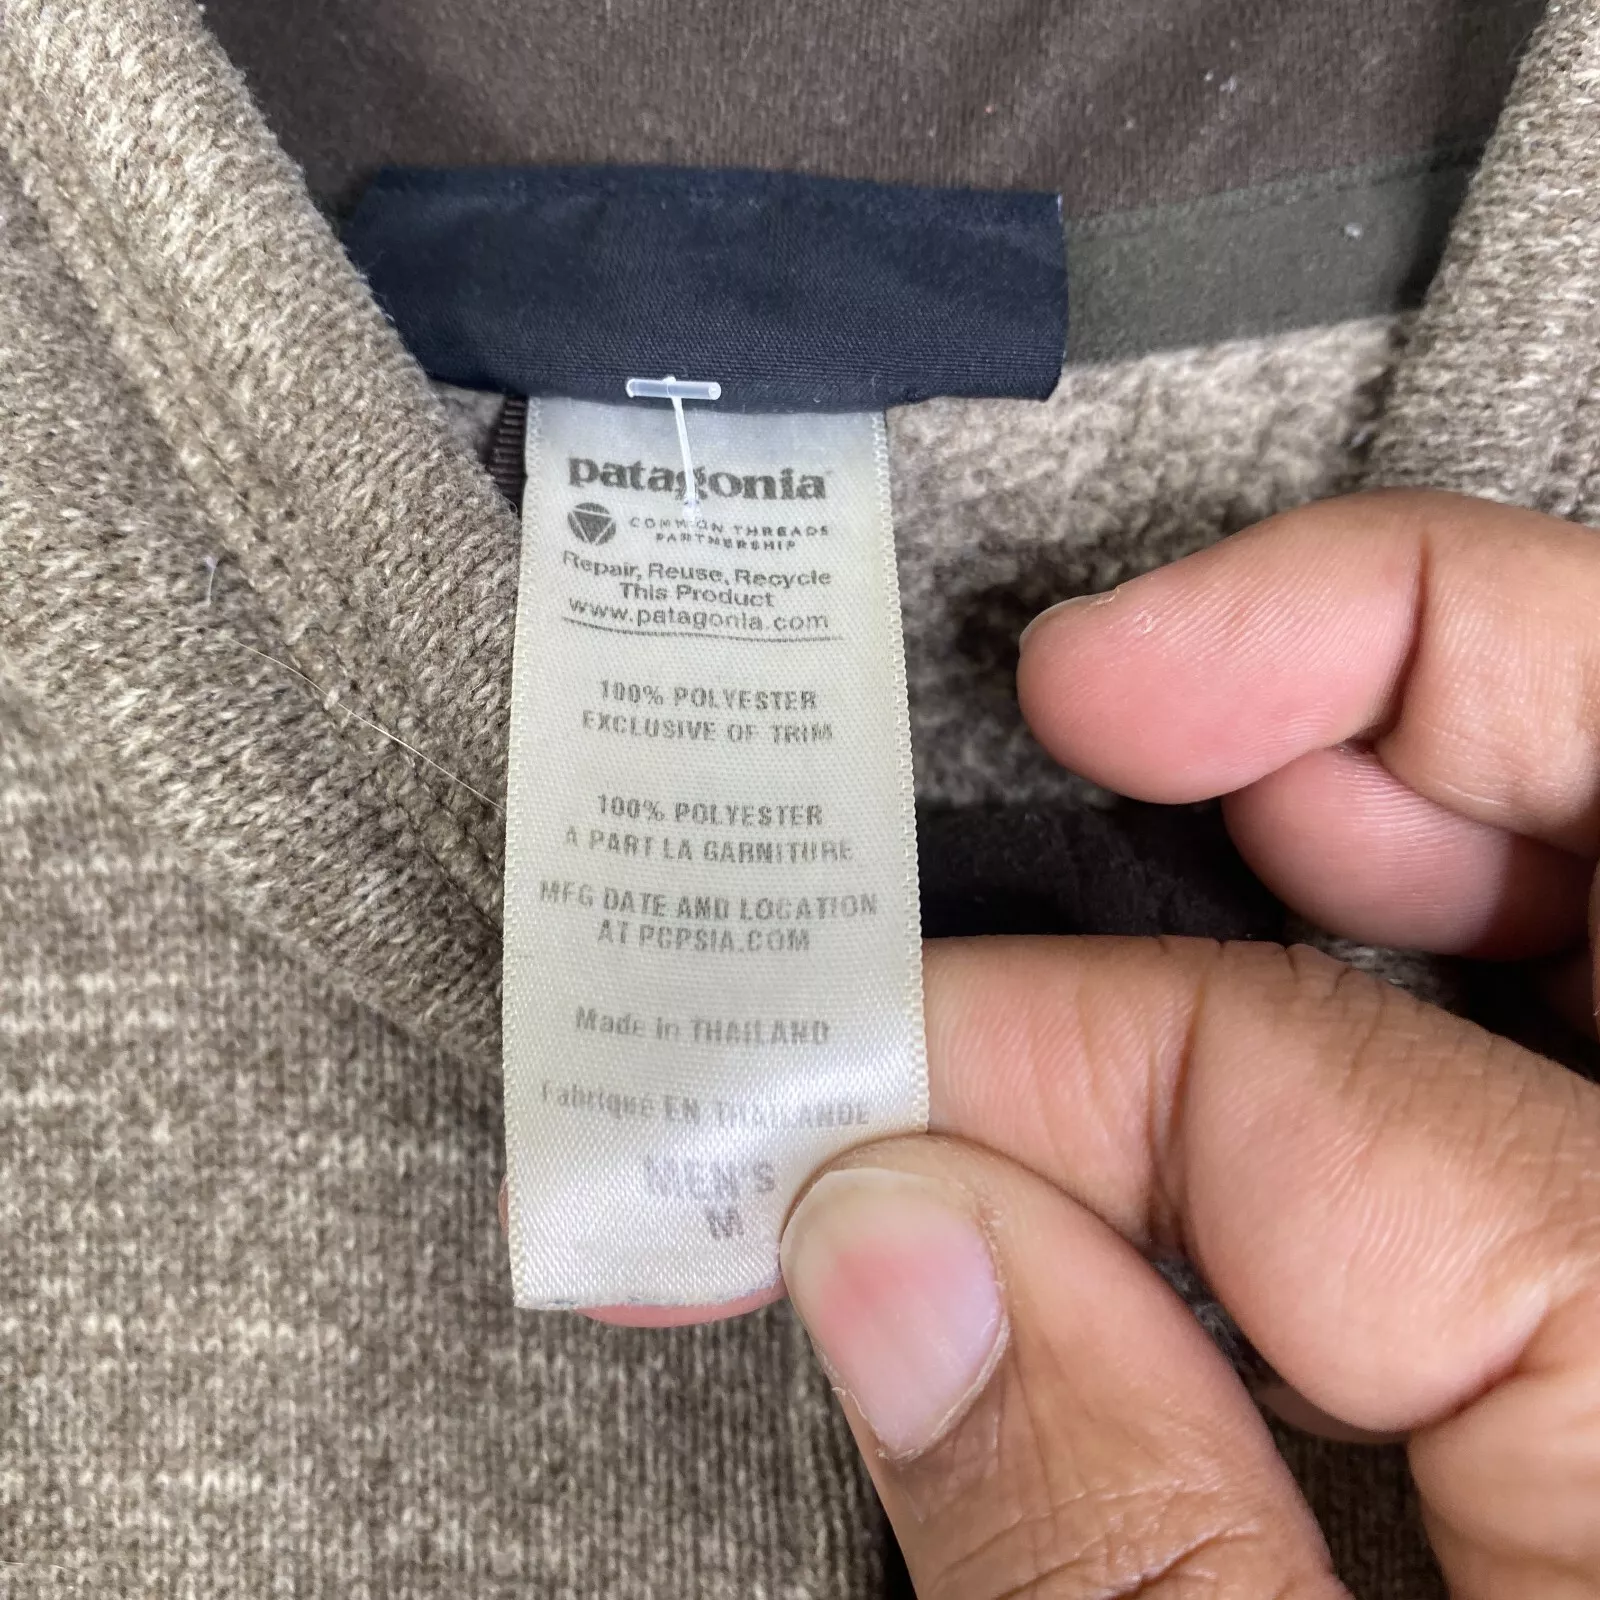 patagonia
COMMON THREADS
PARTNERSHIP
Repair, Reuse, Recycle
This Product
www.patagonia.com
100% POLYESTER
EXCLUSIVE OF TRIM
100% POLYESTER
A PART LA GARNITURE
MFG DATE AND LOCATION
AT PCPSIA.COM
Made in THAILAND
Fabriqué EN THAILANDE
MEN'S
M